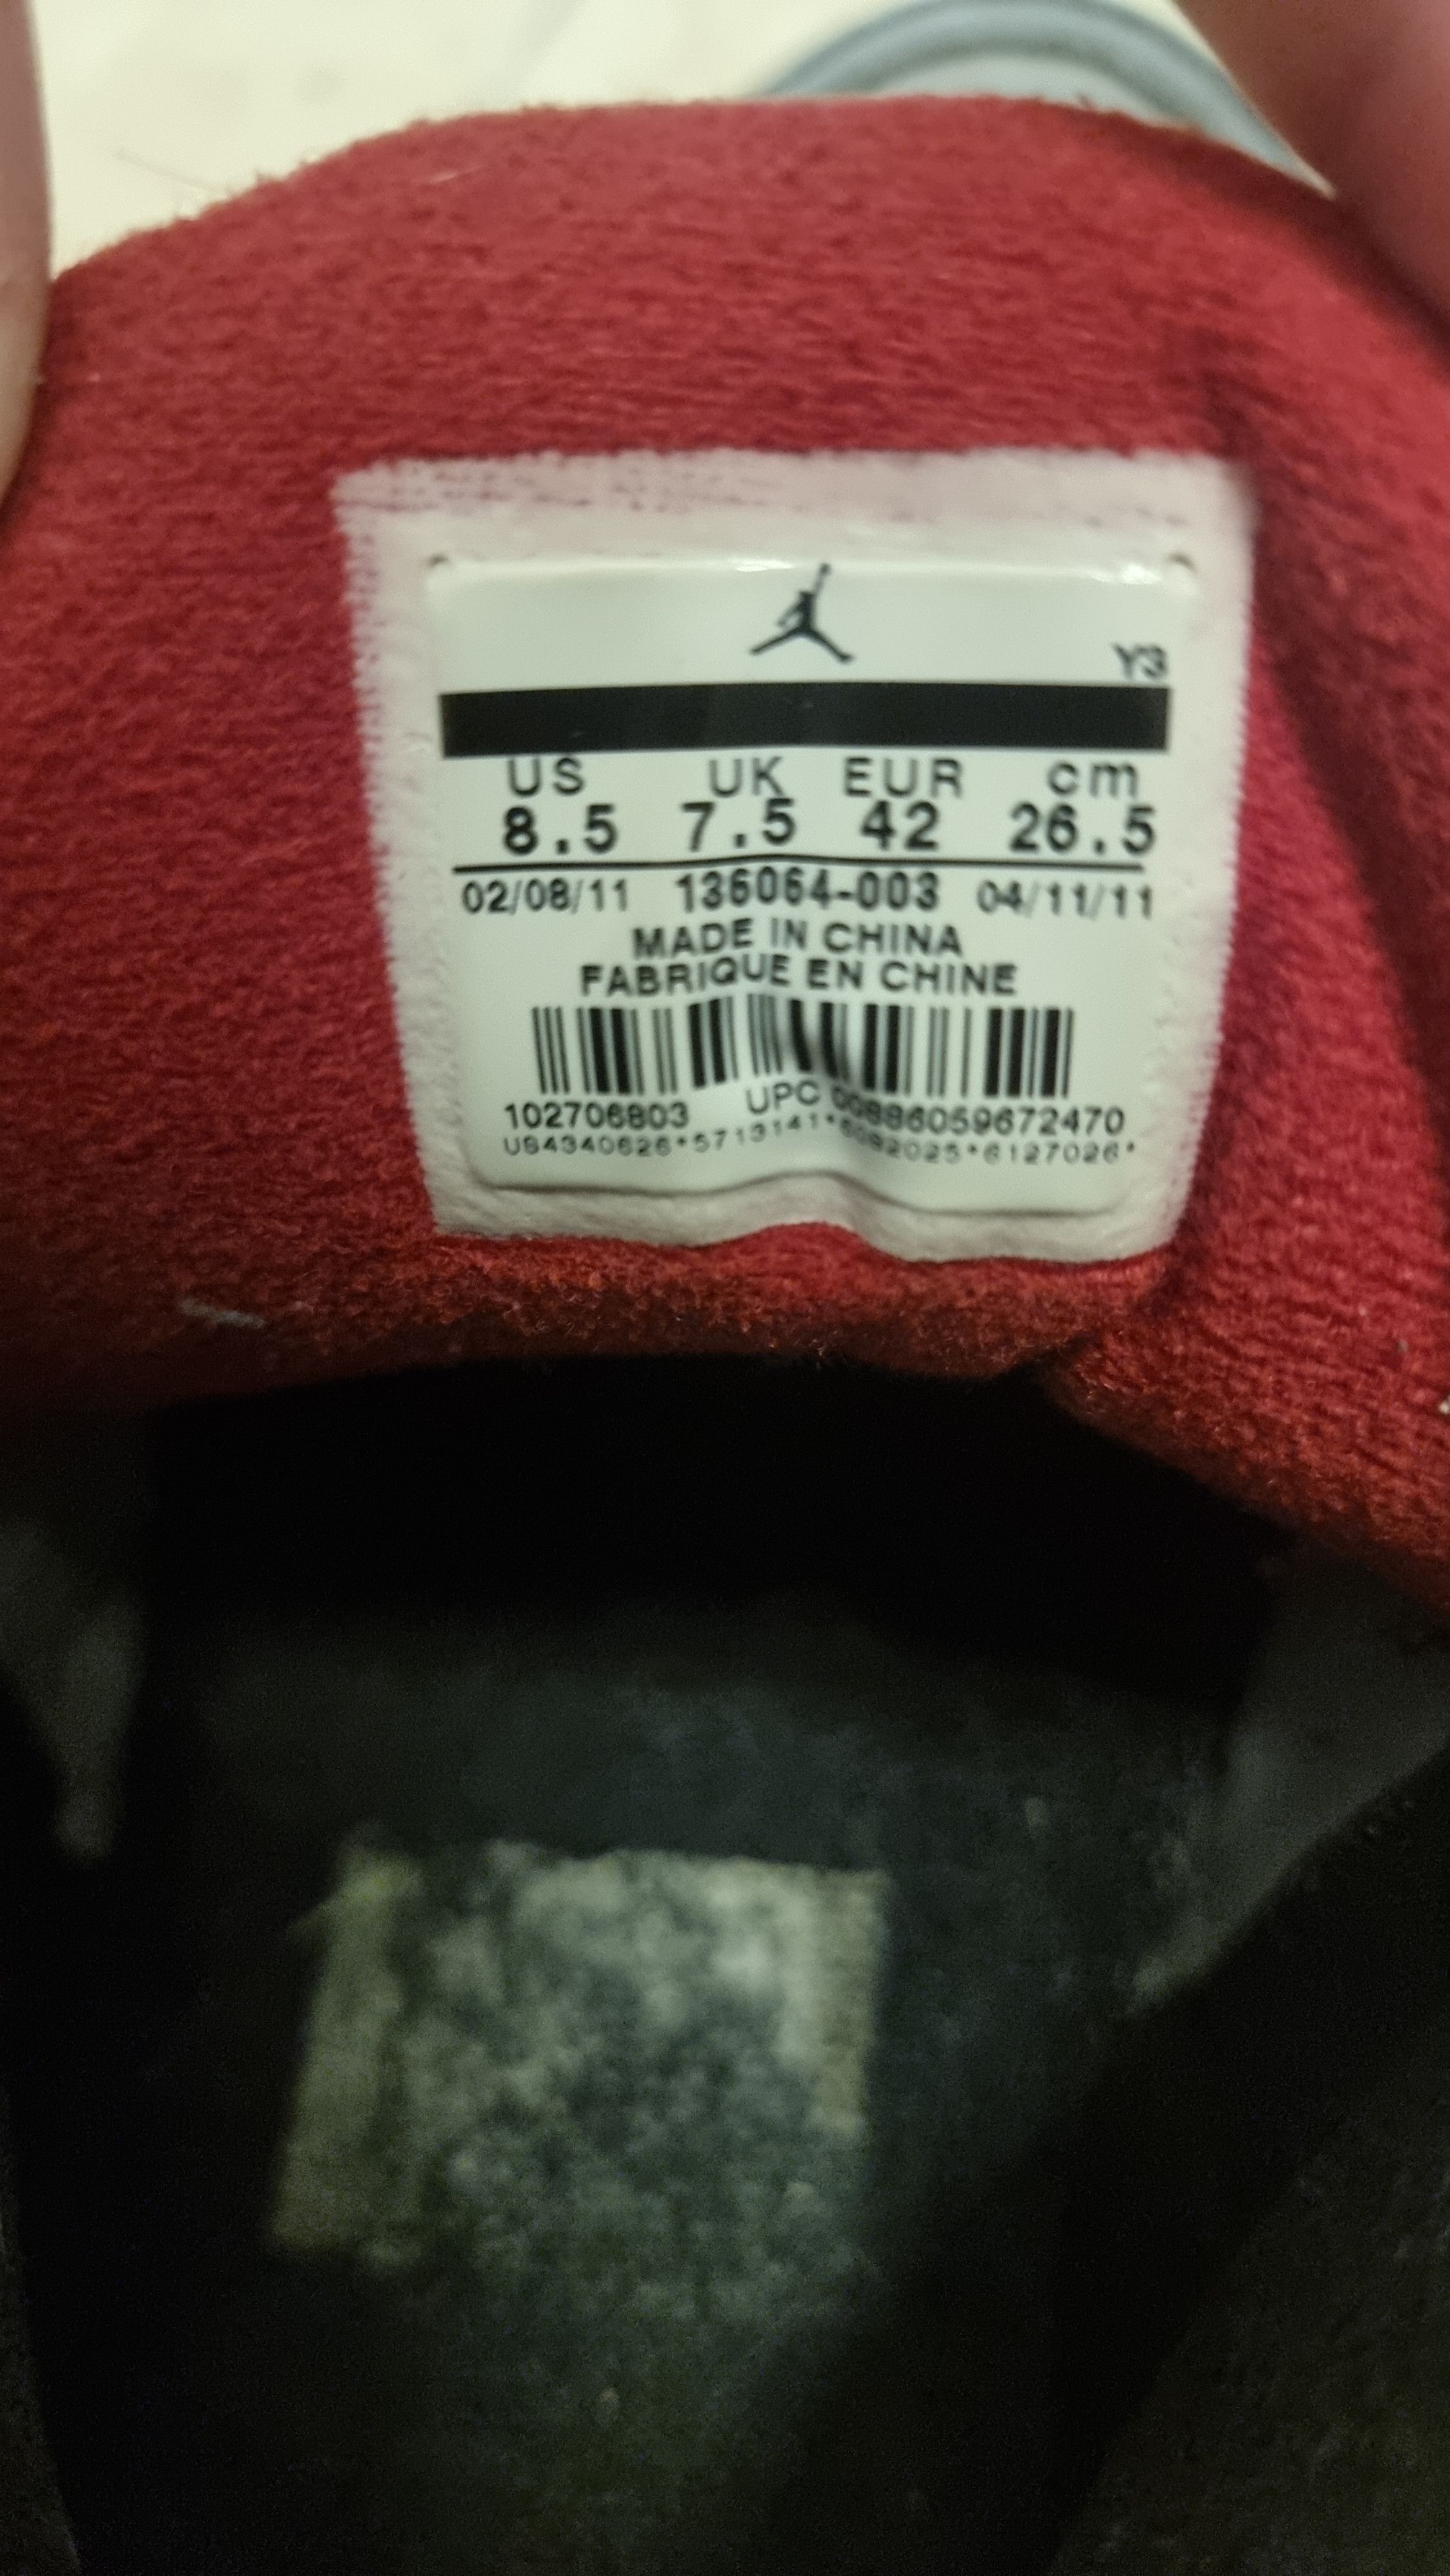 Y3
US UK EUR cm
8.5 7.5 42 26.5
02/08/11 136064-003 04/11/11
MADE IN CHINA
FABRIQUE EN CHINE
102706803 UPC 00886059672470